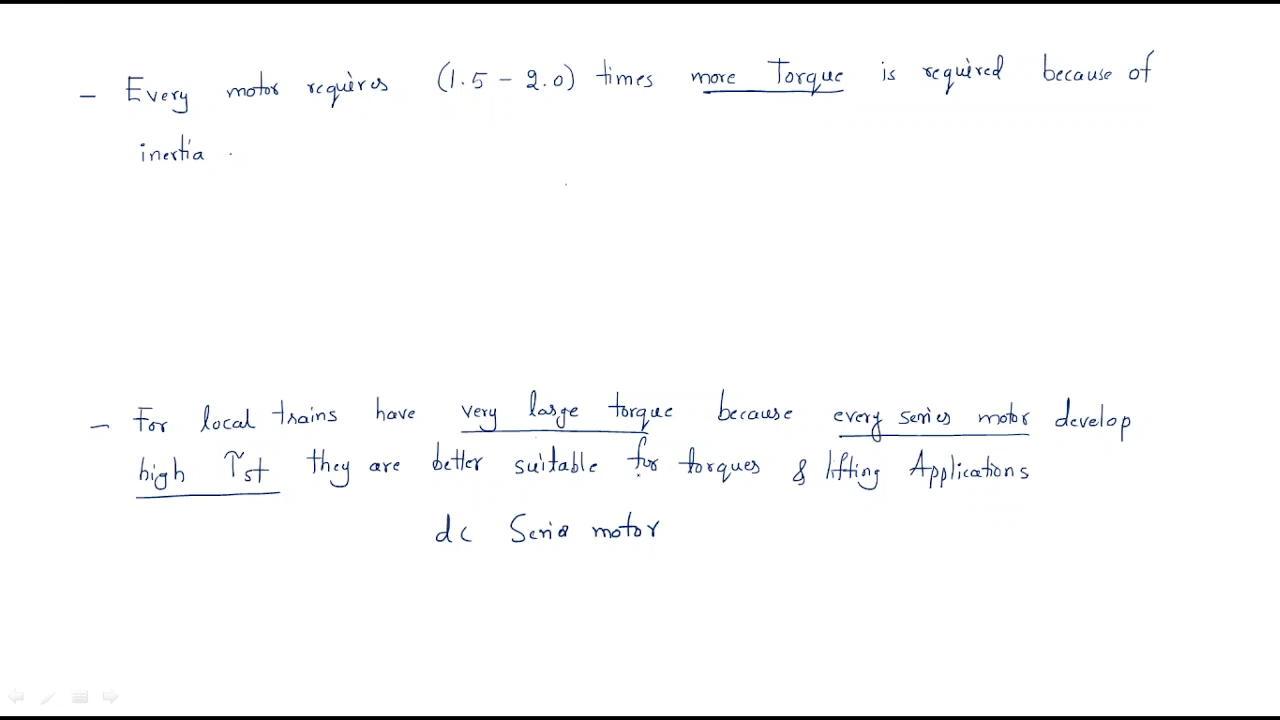 - Every motor requires (1.5 - 2.0) times more Torque is required because of
inertia.
- For local trains have very large torque because every series motor develop
high τst they are better suitable for torques & lifting Applications
dc Series motor